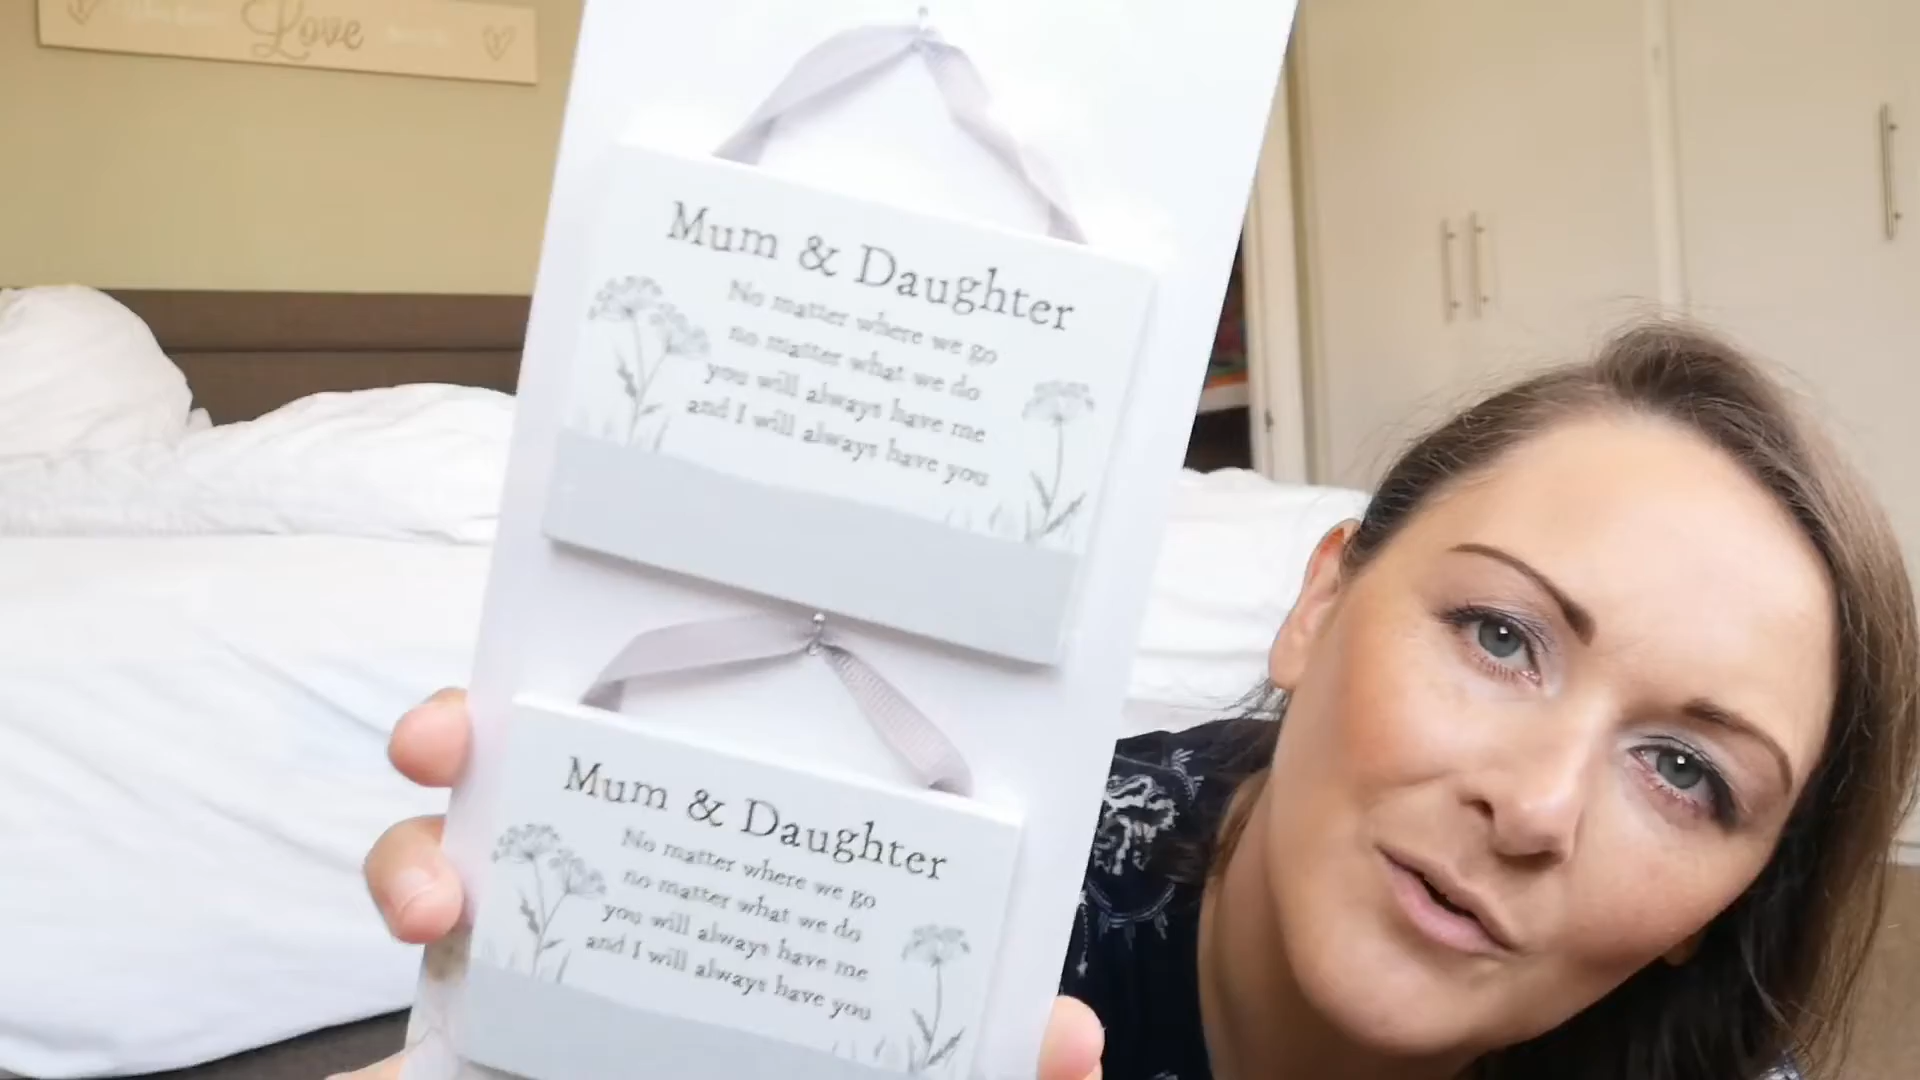 Love
Mum & Daughter
No matter where we go
no matter what we do
you will always have me
and I will always have you
Mum & Daughter
No matter where we go
no matter what we do
you will always have me
and I will always have you